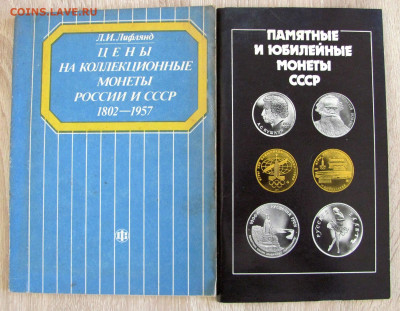 COINS.LAVE.RU
Л.И. Лифлянд
ЦЕНЫ
НА КОЛЛЕКЦИОННЫЕ
МОНЕТЫ
РОССИИ И СССР
1802—1957
ПАМЯТНЫЕ
И ЮБИЛЕЙНЫЕ
МОНЕТЫ
СССР